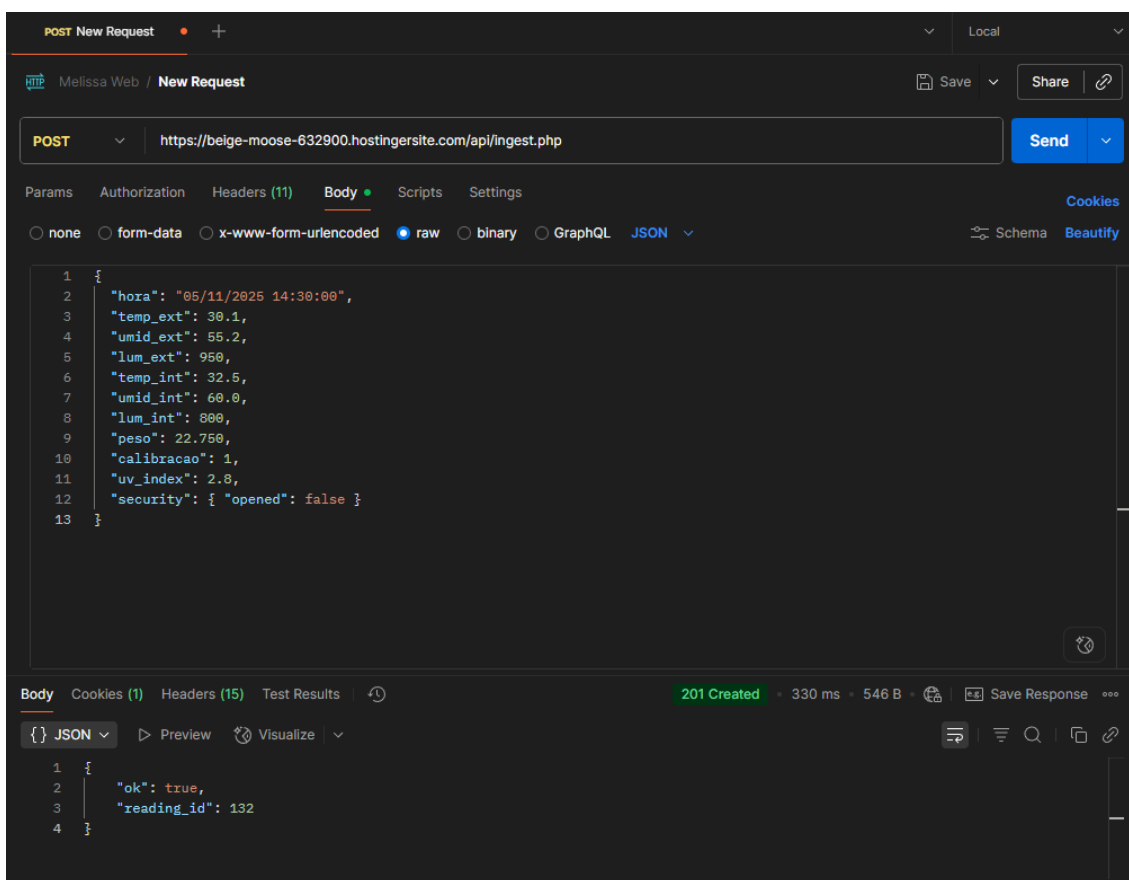 POST New Request
Local
HTTP Melissa Web / New Request Save Share
POST https://beige-moose-632900.hostingersite.com/api/ingest.php Send
Params Authorization Headers (11) Body Scripts Settings Cookies
none form-data x-www-form-urlencoded raw binary GraphQL JSON Schema Beautify
1 {
2 "hora": "05/11/2025 14:30:00",
3 "temp_ext": 30.1,
4 "umid_ext": 55.2,
5 "lum_ext": 950,
6 "temp_int": 32.5,
7 "umid_int": 60.0,
8 "lum_int": 800,
9 "peso": 22.750,
10 "calibracao": 1,
11 "uv_index": 2.8,
12 "security": { "opened": false }
13 }
Body Cookies (1) Headers (15) Test Results 201 Created 330 ms 546 B e.g. Save Response
{} JSON Preview Visualize
1 {
2 "ok": true,
3 "reading_id": 132
4 }